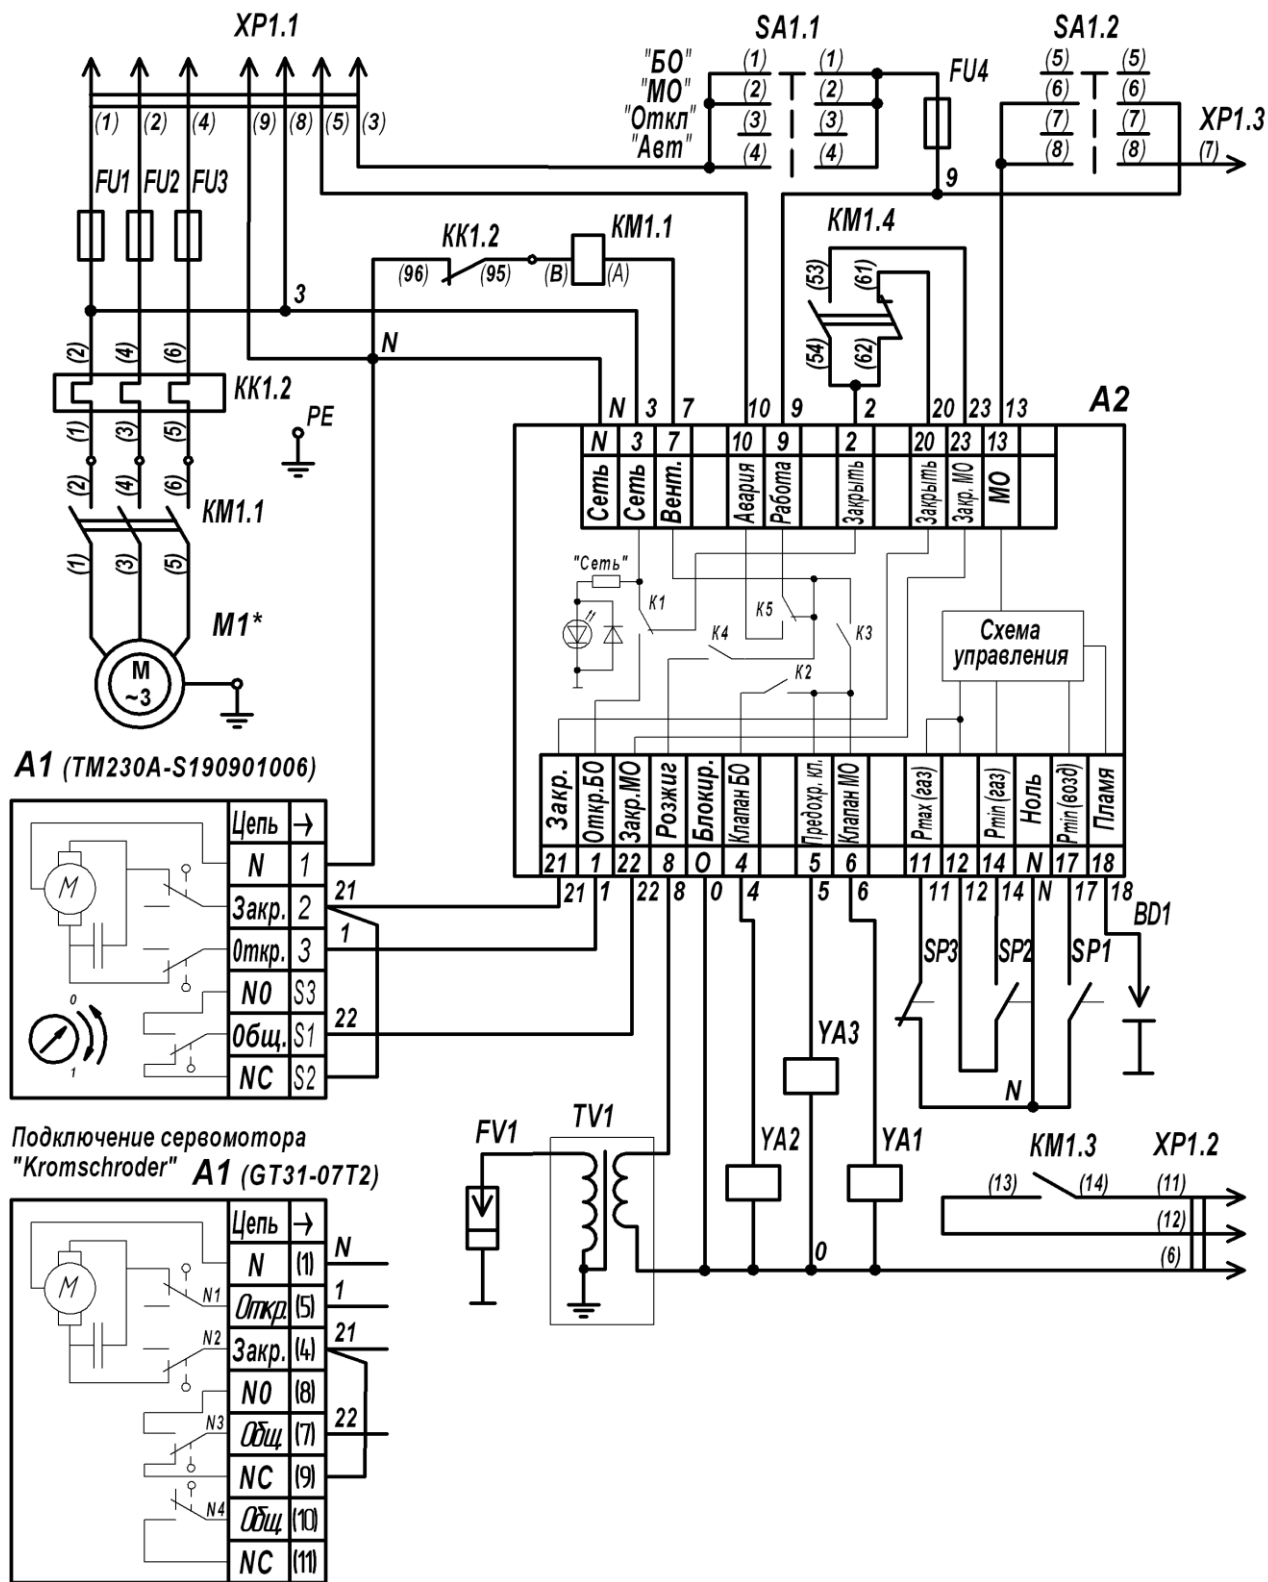 XP1.1
SA1.1
SA1.2
"БО" (1) (1)
"МО" (2) (2)
"Откл" (3) (3)
"Авт" (4) (4)
FU4
(5) (5)
(6) (6)
(7) (7)
(8) (8)
XP1.3
(7)
(1) (2) (4) (9) (8) (5) (3)
FU1 FU2 FU3
9
KK1.2
KM1.1
KM1.4
(96) (95) (B) (A)
(53) (61)
(54) (62)
3
N
(2) (4) (6)
KK1.2
(1) (3) (5)
PE
(2) (4) (6)
KM1.1
(1) (3) (5)
M1*
M
~3
A2
N 3 7 10 9 2 20 23 13
N 3 7 10 9 2 20 23 13
Сеть Сеть Вент. Авария Работа Закрыть Закрыть Закр. МО МО
"Сеть"
K1
K5
K4
K3
K2
Схема
управления
Закр. Откр.БО Закр.МО Розжиг Блокир. Клапан БО Предохр. кл. Клапан МО Pmax (газ) Pmin (газ) Ноль Pmin (возд) Пламя
21 1 22 8 0 4 5 6 11 12 14 N 17 18
21 1 22 8 0 4 5 6 11 12 14 N 17 18
A1 (TM230A-S190901006)
Цепь →
N 1
Закр. 2
Откр. 3
NO S3
Общ. S1
NC S2
M
0
1
21
1
22
BD1
SP3 SP2 SP1
N
YA3
YA2
YA1
FV1
TV1
0
KM1.3
XP1.2
(13) (14) (11)
(12)
(6)
Подключение сервомотора
"Kromschroder" A1 (GT31-07T2)
Цепь →
N (1) N
Откр. (5) 1
Закр. (4) 21
NO (8)
Общ. (7) 22
NC (9)
Общ. (10)
NC (11)
M
N1
N2
N3
N4